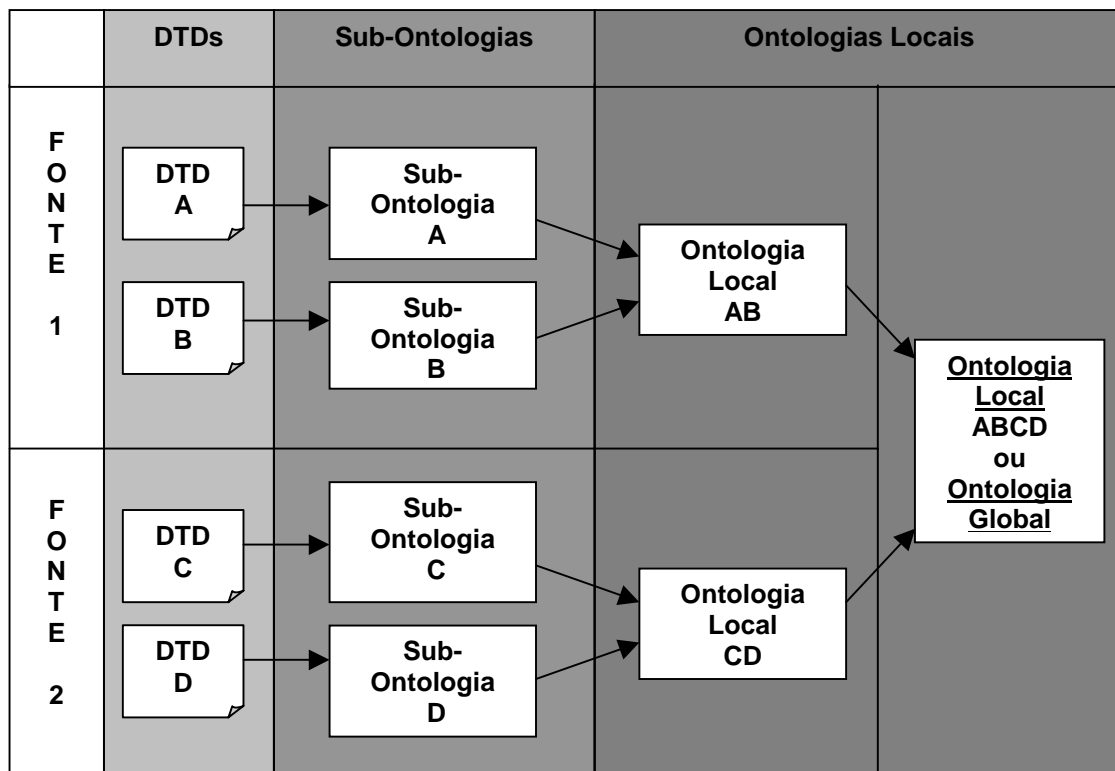 DTDs
Sub-Ontologias
Ontologias Locais
F
O
N
T
E
1
DTD
A
Sub-
Ontologia
A
DTD
B
Sub-
Ontologia
B
Ontologia
Local
AB
Ontologia
Local
ABCD
ou
Ontologia
Global
F
O
N
T
E
2
DTD
C
Sub-
Ontologia
C
DTD
D
Sub-
Ontologia
D
Ontologia
Local
CD